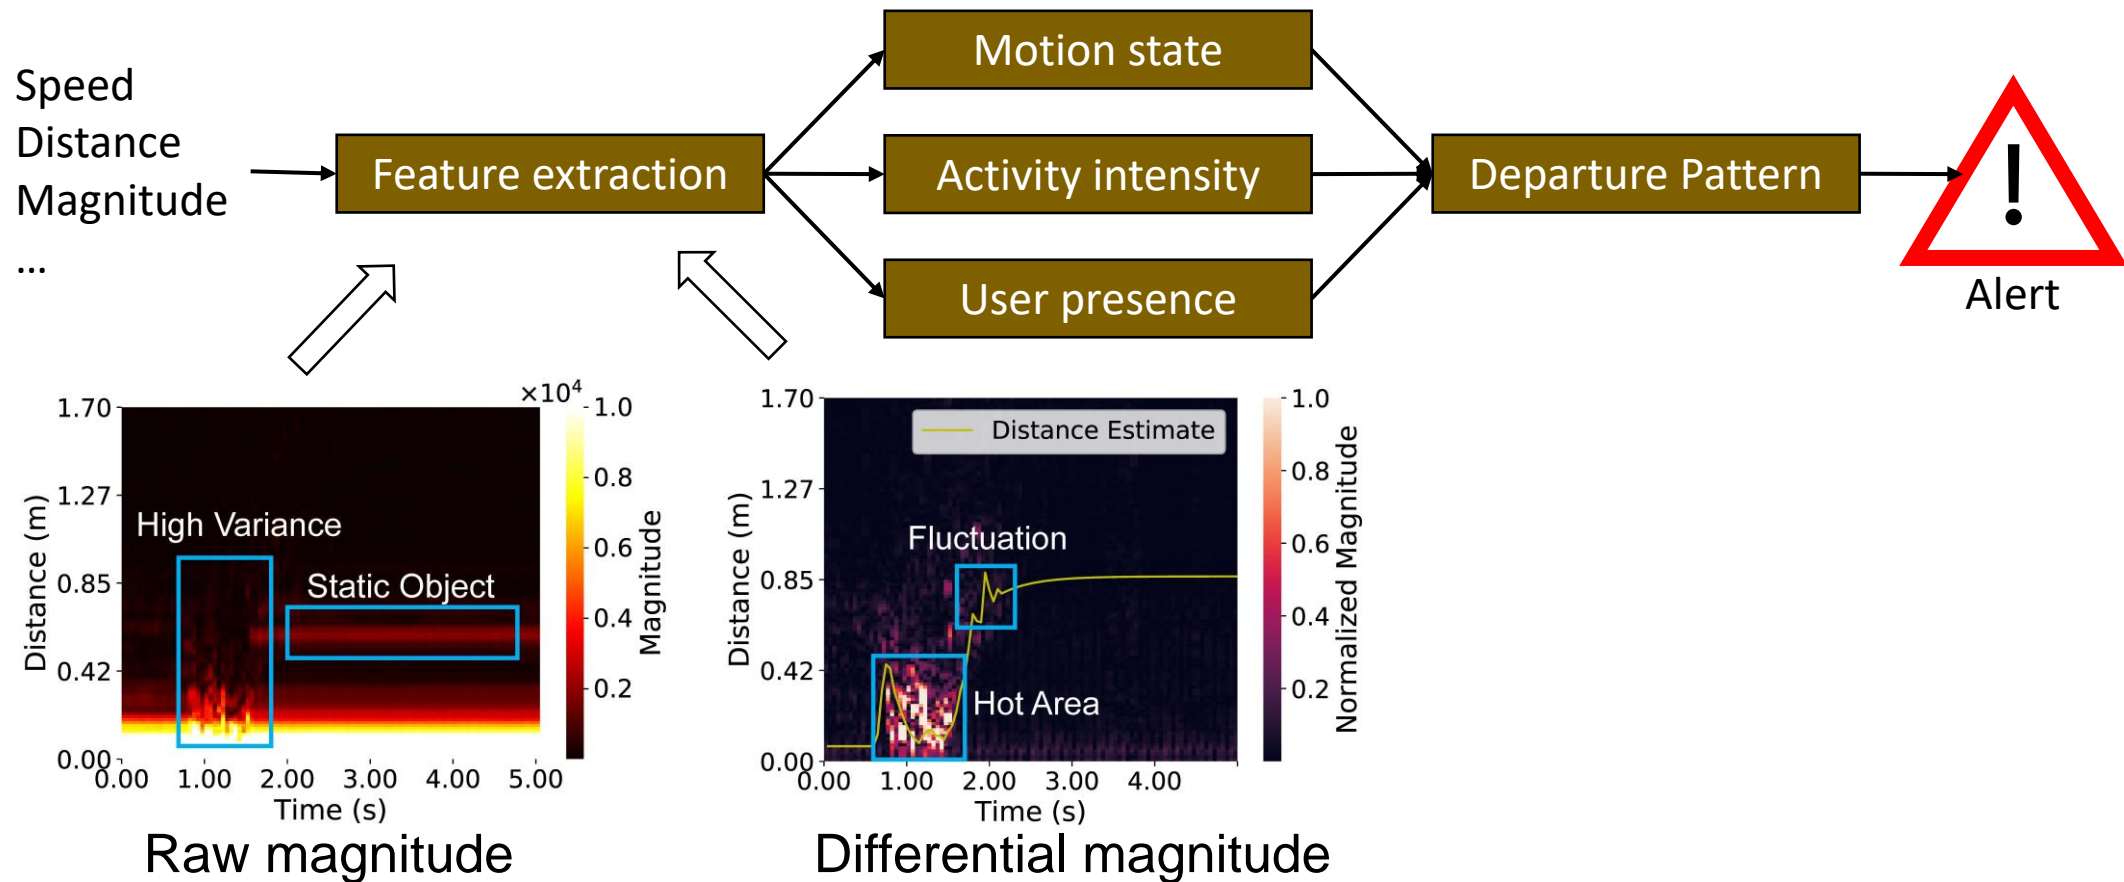 Speed
Distance
Magnitude
...
Feature extraction
Motion state
Activity intensity
User presence
Departure Pattern
!
Alert
×10⁴
1.70
1.27
0.85
0.42
0.00
Distance (m)
High Variance
Static Object
0.00 1.00 2.00 3.00 4.00 5.00
Time (s)
1.0
0.8
0.6
0.4
0.2
Magnitude
Raw magnitude
1.70
1.27
0.85
0.42
0.00
Distance (m)
Distance Estimate
Fluctuation
Hot Area
0.00 1.00 2.00 3.00 4.00
Time (s)
1.0
0.8
0.6
0.4
0.2
Normalized Magnitude
Differential magnitude